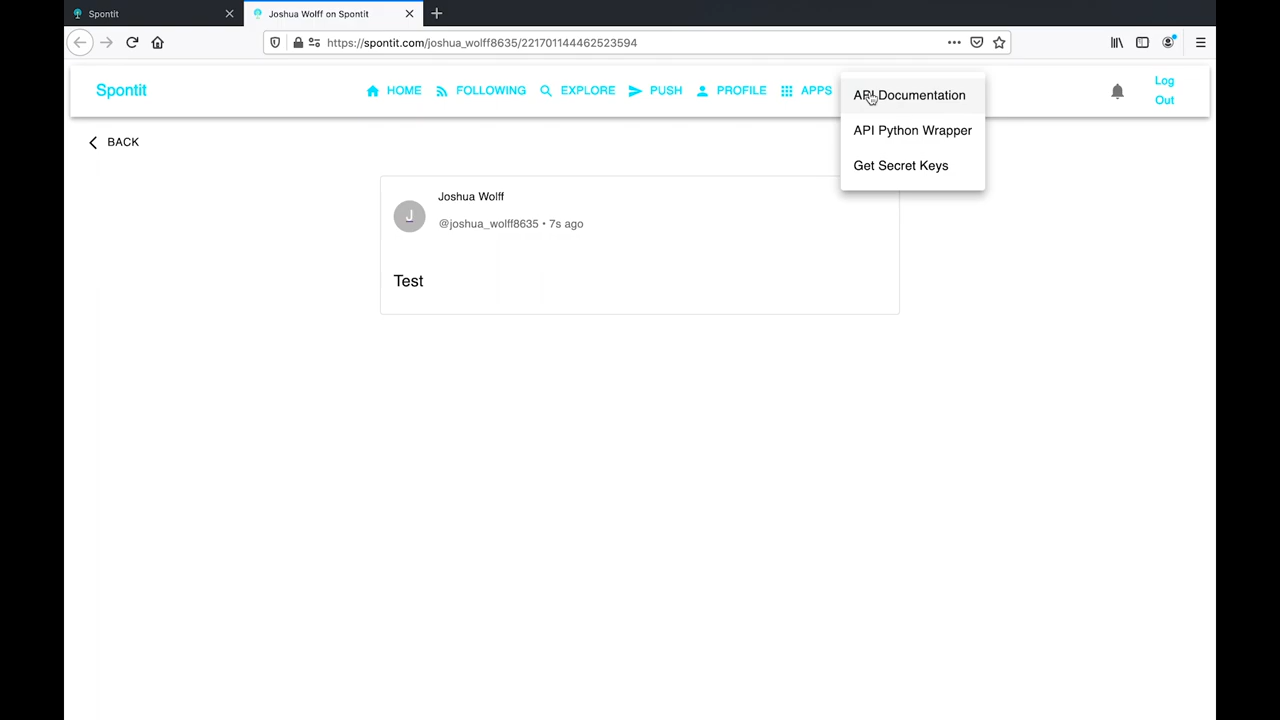 Spontit
Joshua Wolff on Spontit
https://spontit.com/joshua_wolff8635/221701144462523594
Spontit
HOME
FOLLOWING
EXPLORE
PUSH
PROFILE
APPS
Log
Out
API Documentation
API Python Wrapper
Get Secret Keys
BACK
J
Joshua Wolff
@joshua_wolff8635 • 7s ago
Test